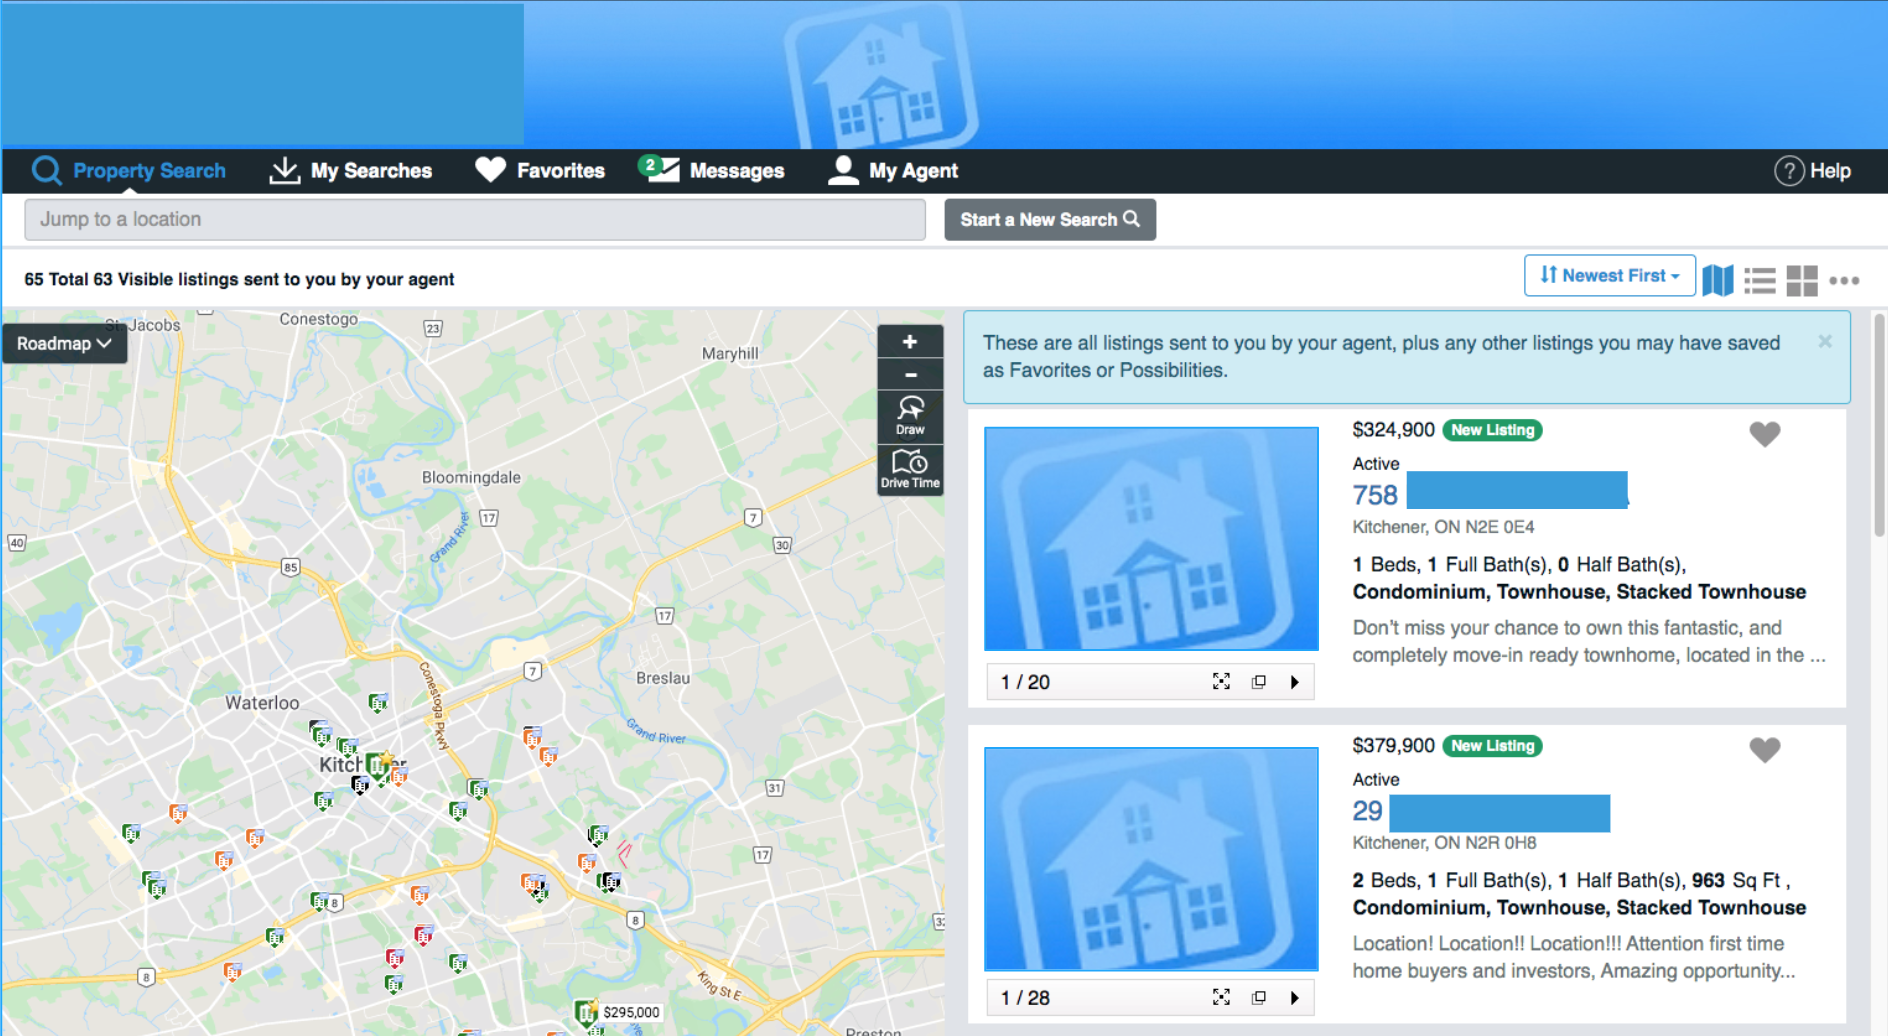 Property Search
My Searches
Favorites
2
Messages
My Agent
? Help
Jump to a location
Start a New Search
65 Total 63 Visible listings sent to you by your agent
Newest First
Roadmap
St. Jacobs
Conestogo
23
Maryhill
+
-
Draw
Drive Time
Bloomingdale
17
7
Grand River
40
30
85
17
Conestoga Pkwy
7
Breslau
Waterloo
Grand River
31
17
8
8
8
King St E
$295,000
Preston
These are all listings sent to you by your agent, plus any other listings you may have saved
as Favorites or Possibilities.
×
$324,900 New Listing
Active
758
Kitchener, ON N2E 0E4
1 Beds, 1 Full Bath(s), 0 Half Bath(s),
Condominium, Townhouse, Stacked Townhouse
Don't miss your chance to own this fantastic, and
completely move-in ready townhome, located in the ...
1 / 20
$379,900 New Listing
Active
29
Kitchener, ON N2R 0H8
2 Beds, 1 Full Bath(s), 1 Half Bath(s), 963 Sq Ft ,
Condominium, Townhouse, Stacked Townhouse
Location! Location!! Location!!! Attention first time
home buyers and investors, Amazing opportunity...
1 / 28